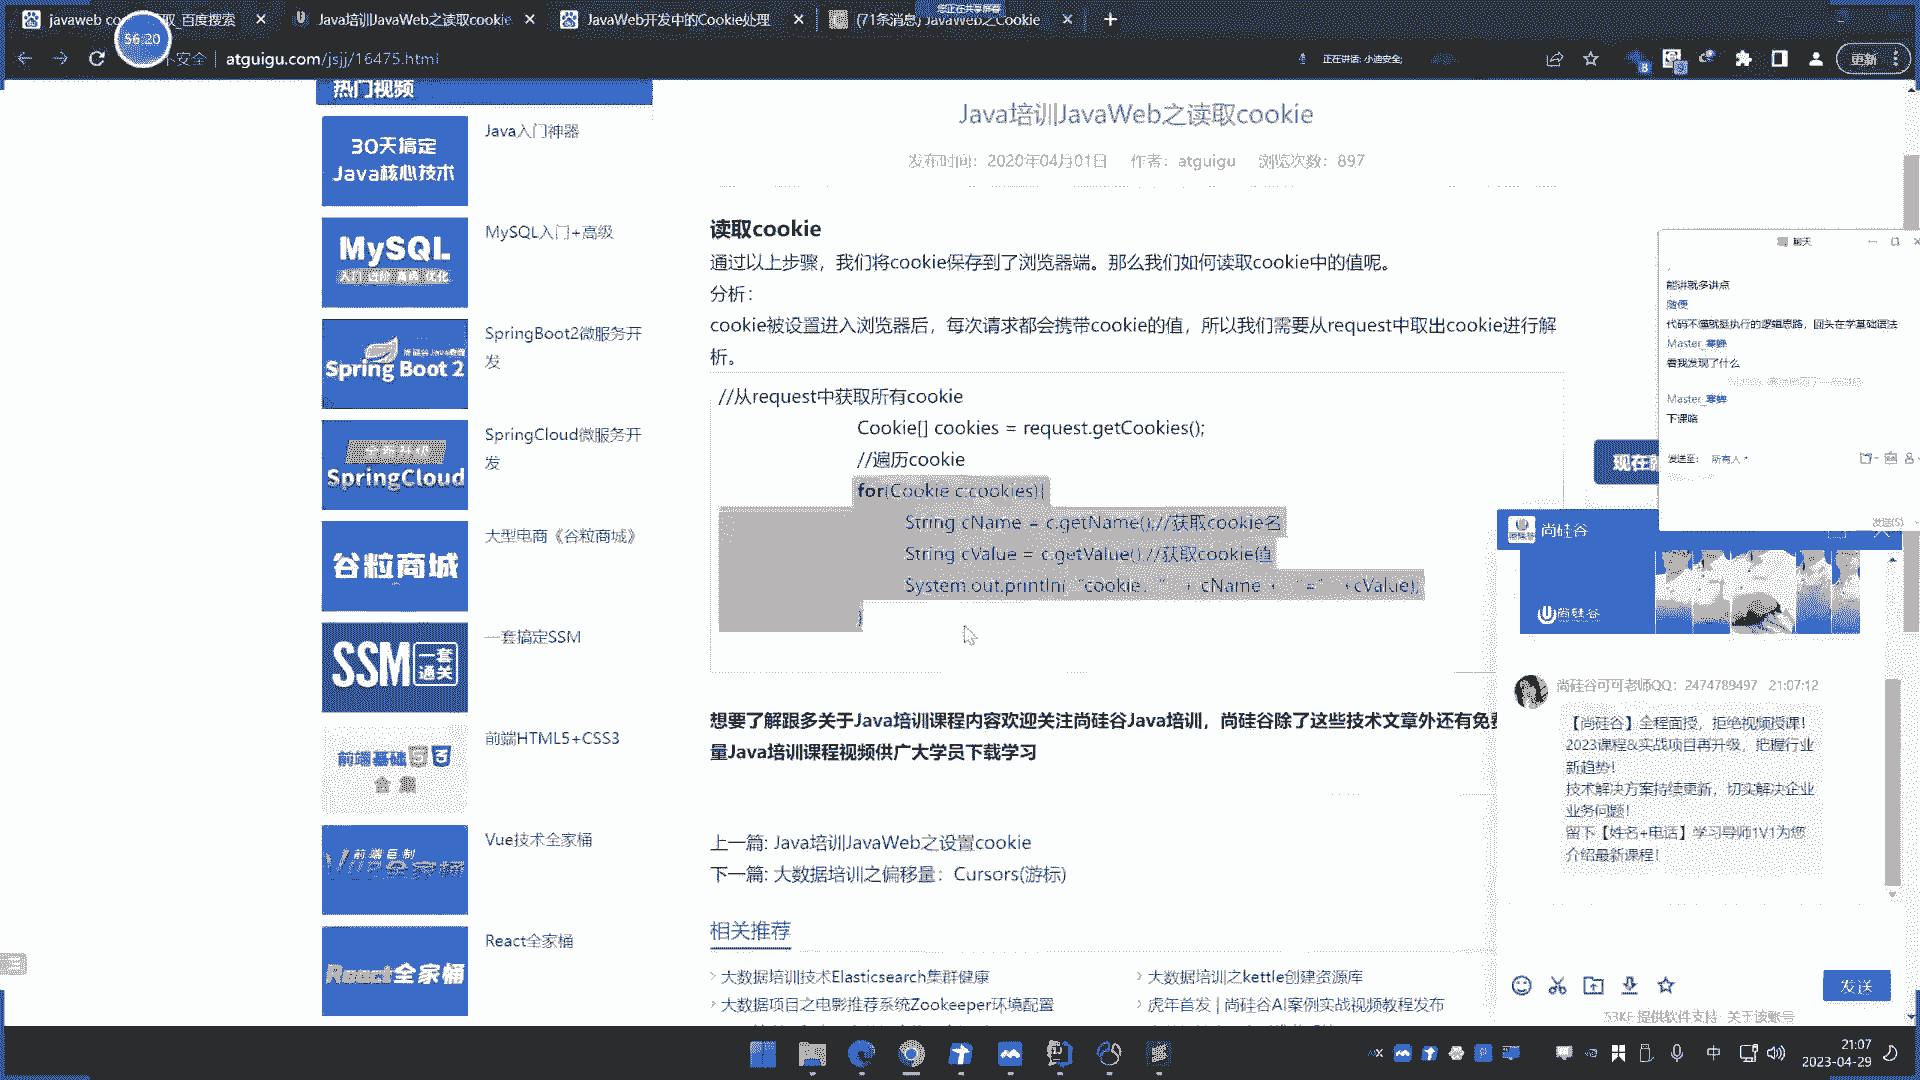 javaweb co 取_百度搜索
Java培训JavaWeb之读取cookie
JavaWeb开发中的Cookie处理
(71条消息) JavaWeb之Cookie
您正在共享屏幕
56:20
不安全
atguigu.com/jsjj/16475.html
正在讲话: 小迪安全;
更新
热门视频
30天搞定
Java核心技术
Java入门神器
MySQL
MySQL入门+高级
Spring Boot 2
SpringBoot2微服务开
发
SpringCloud
SpringCloud微服务开
发
谷粒商城
大型电商《谷粒商城》
SSM
一套
通关
一套搞定SSM
前端基础
合集
前端HTML5+CSS3
Vue技术全家桶
React全家桶
React全家桶
Java培训JavaWeb之读取cookie
发布时间：2020年04月01日 作者：atguigu 浏览次数：897
读取cookie
通过以上步骤，我们将cookie保存到了浏览器端。那么我们如何读取cookie中的值呢。
分析：
cookie被设置进入浏览器后，每次请求都会携带cookie的值，所以我们需要从request中取出cookie进行解
析。
//从request中获取所有cookie
Cookie[] cookies = request.getCookies();
//遍历cookie
for(Cookie c:cookies){
String cName = c.getName();//获取cookie名
String cValue = c.getValue();//获取cookie值
System.out.println( "cookie: " + cName + "=" +cValue);
}
想要了解跟多关于Java培训课程内容欢迎关注尚硅谷Java培训，尚硅谷除了这些技术文章外还有免费
量Java培训课程视频供广大学员下载学习
上一篇: Java培训JavaWeb之设置cookie
下一篇: 大数据培训之偏移量：Cursors(游标)
相关推荐
大数据培训技术Elasticsearch集群健康
大数据培训之kettle创建资源库
大数据项目之电影推荐系统Zookeeper环境配置
虎年首发 | 尚硅谷AI案例实战视频教程发布
聊天
能讲就多讲点
随便
代码不懂就挺执行的逻辑思路，回头在学基础语法
Master_寒蝉
看我发现了什么
Master_寒蝉
下课咯
发送至: 所有人
发送(S)
现在
尚硅谷
尚硅谷
尚硅谷可可老师QQ：2474789497 21:07:12
【尚硅谷】全程面授，拒绝视频授课！
2023课程&实战项目再升级，把握行业
新趋势！
技术解决方案持续更新，切实解决企业
业务问题！
留下【姓名+电话】学习导师1V1为您
介绍最新课程！
发送
53KF 提供软件支持 关于该账号
中
21:07
2023-04-29